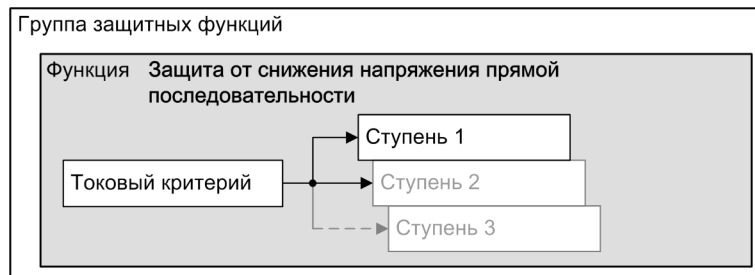 Группа защитных функций
Функция Защита от снижения напряжения прямой
последовательности
Ступень 1
Токовый критерий
Ступень 2
Ступень 3